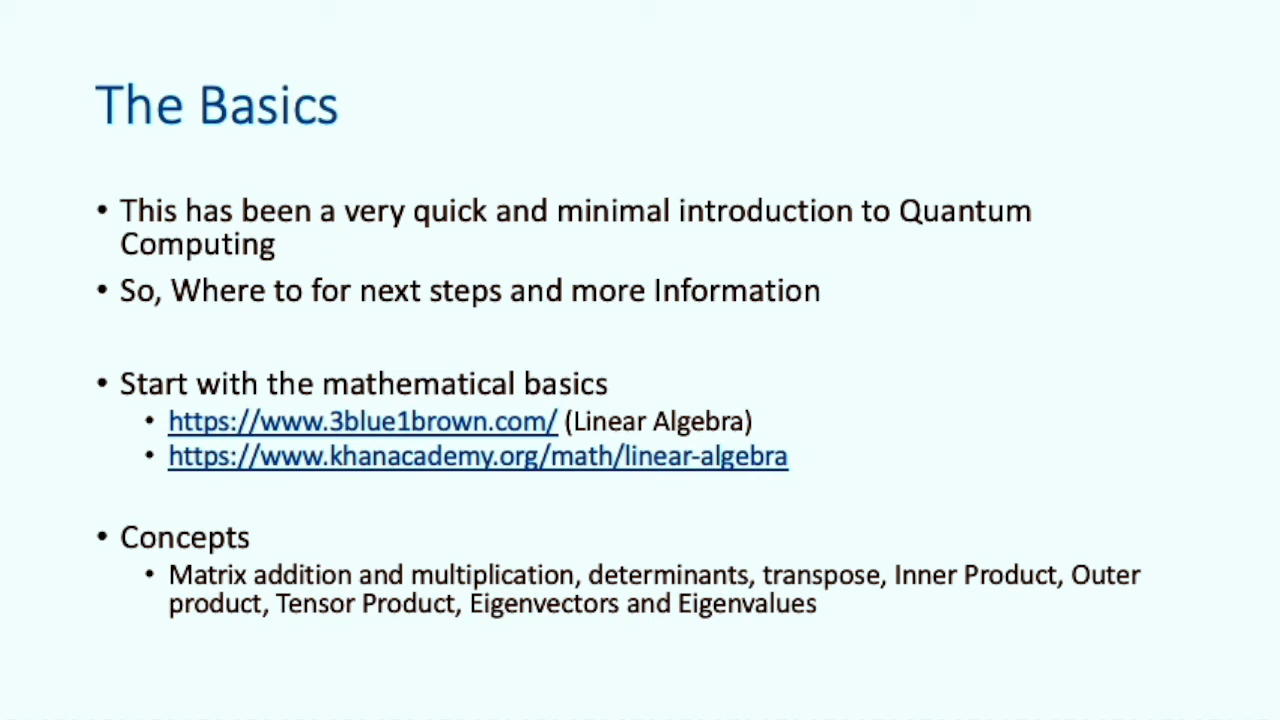 The Basics
• This has been a very quick and minimal introduction to Quantum
Computing
• So, Where to for next steps and more Information
• Start with the mathematical basics
• https://www.3blue1brown.com/ (Linear Algebra)
• https://www.khanacademy.org/math/linear-algebra
• Concepts
• Matrix addition and multiplication, determinants, transpose, Inner Product, Outer
product, Tensor Product, Eigenvectors and Eigenvalues